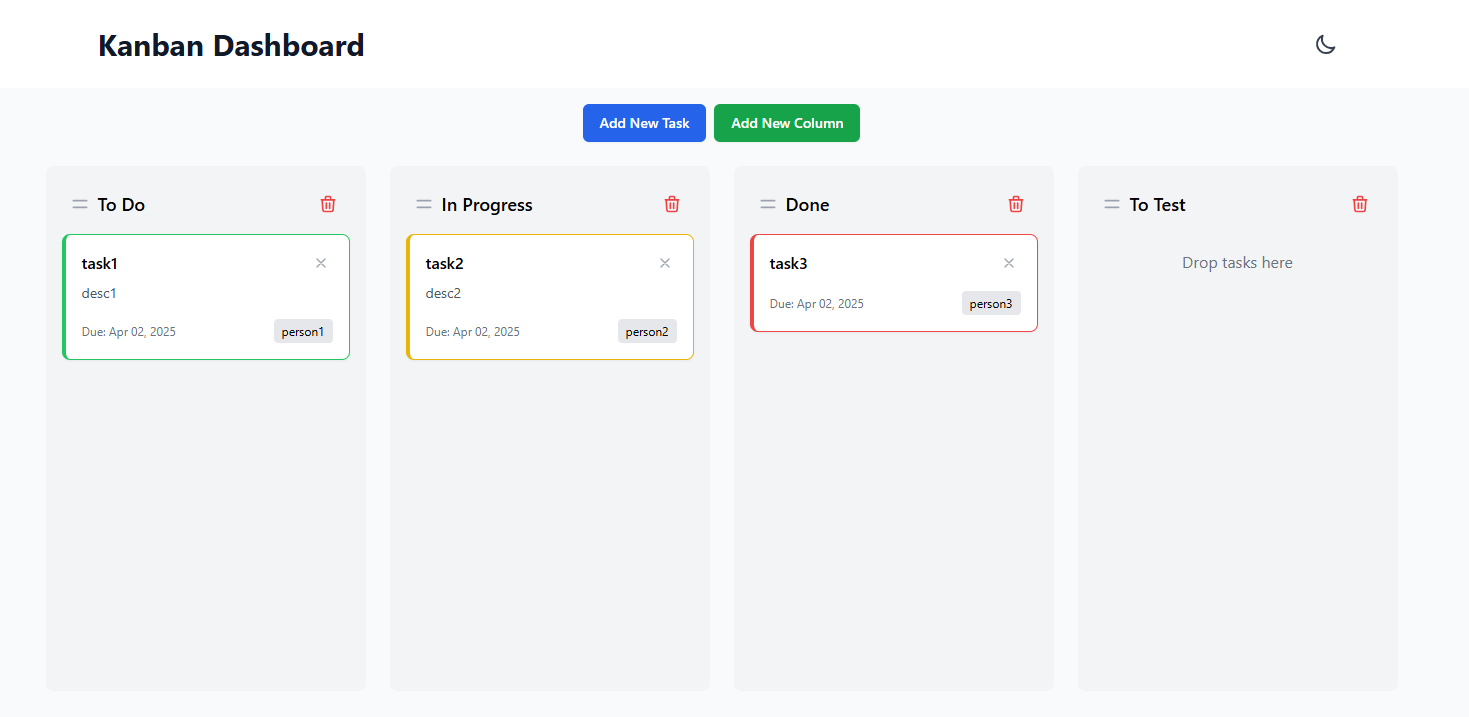 Kanban Dashboard
Add New Task
Add New Column
To Do
task1
desc1
Due: Apr 02, 2025
person1
In Progress
task2
desc2
Due: Apr 02, 2025
person2
Done
task3
Due: Apr 02, 2025
person3
To Test
Drop tasks here